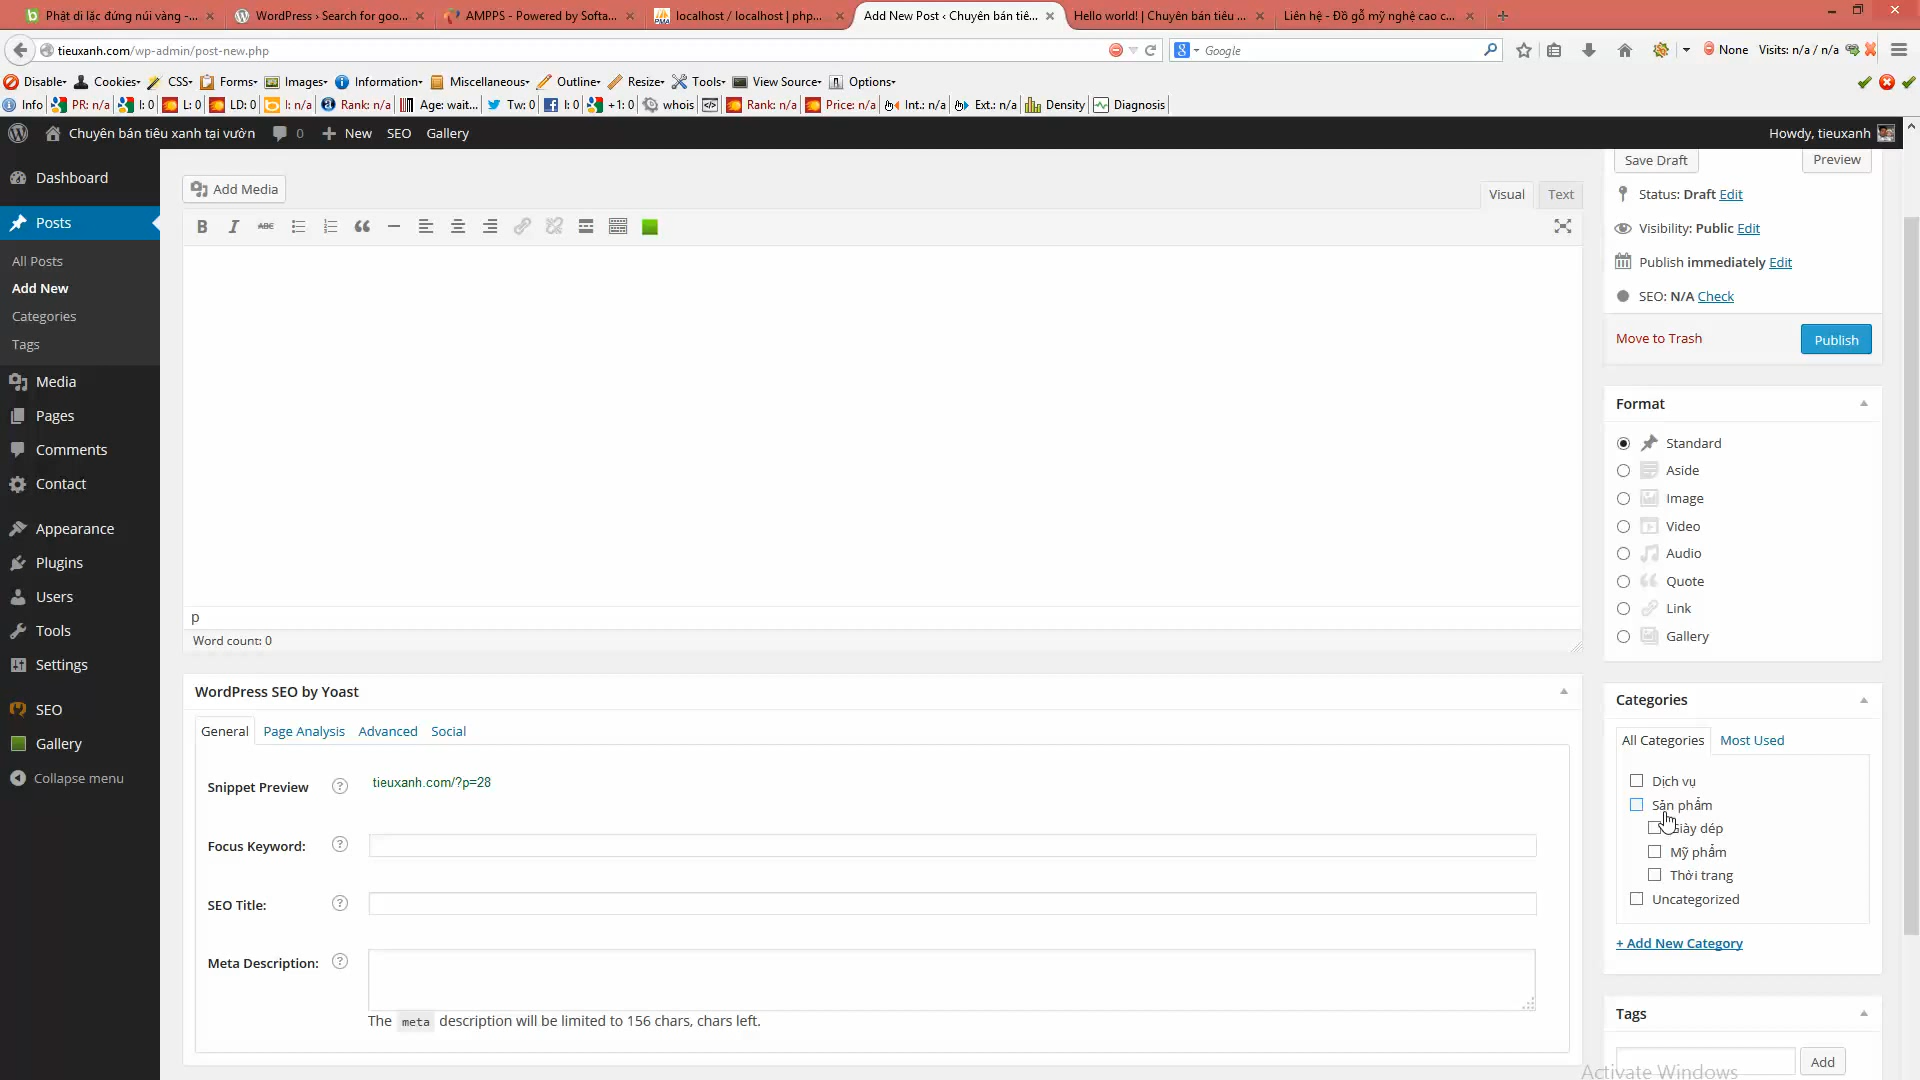 Phật di lặc đứng núi vàng -...
WordPress › Search for goo...
AMPPS - Powered by Softa...
localhost / localhost | php...
Add New Post ‹ Chuyên bán tiê...
Hello world! | Chuyên bán tiêu ...
Liên hệ - Đồ gỗ mỹ nghệ cao c...
tieuxanh.com/wp-admin/post-new.php
Google
None
Visits: n/a / n/a
Disable Cookies CSS Forms Images Information Miscellaneous Outline Resize Tools View Source Options
Info PR: n/a I: 0 L: 0 LD: 0 I: n/a Rank: n/a Age: wait... Tw: 0 I: 0 +1: 0 whois Rank: n/a Price: n/a Int.: n/a Ext.: n/a Density Diagnosis
Chuyên bán tiêu xanh tại vườn 0 New SEO Gallery
Howdy, tieuxanh
Dashboard
Posts
All Posts
Add New
Categories
Tags
Media
Pages
Comments
Contact
Appearance
Plugins
Users
Tools
Settings
SEO
Gallery
Collapse menu
Add Media
Visual Text
B I ABC
p
Word count: 0
WordPress SEO by Yoast
General Page Analysis Advanced Social
Snippet Preview ? tieuxanh.com/?p=28
Focus Keyword: ?
SEO Title: ?
Meta Description: ?
The meta description will be limited to 156 chars, chars left.
Save Draft Preview
Status: Draft Edit
Visibility: Public Edit
Publish immediately Edit
SEO: N/A Check
Move to Trash Publish
Format
Standard
Aside
Image
Video
Audio
Quote
Link
Gallery
Categories
All Categories Most Used
Dịch vụ
Sản phẩm
Giày dép
Mỹ phẩm
Thời trang
Uncategorized
+ Add New Category
Tags
Add
Activate Windows